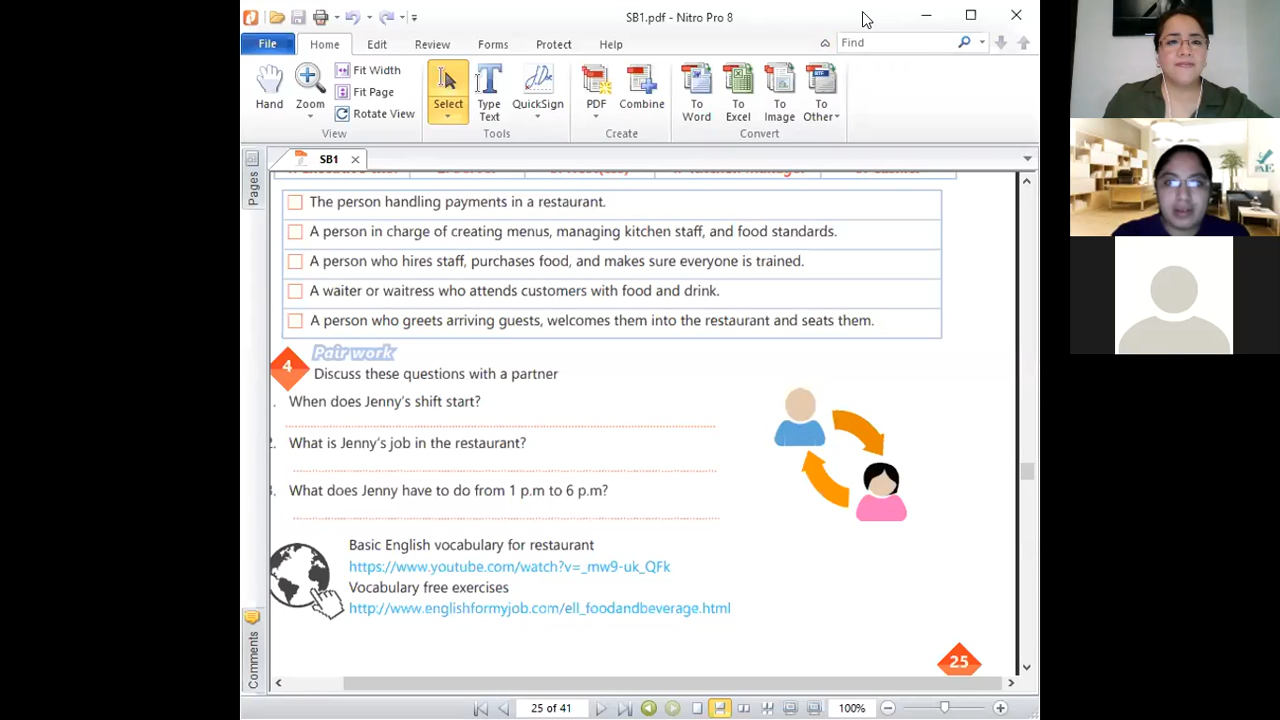 SB1.pdf - Nitro Pro 8
File Home Edit Review Forms Protect Help
Find
Hand
Zoom
Fit Width
Fit Page
Rotate View
Select
Type Text
QuickSign
PDF
Combine
To Word
To Excel
To Image
To Other
View Tools Create Convert
SB1
Pages
The person handling payments in a restaurant.
A person in charge of creating menus, managing kitchen staff, and food standards.
A person who hires staff, purchases food, and makes sure everyone is trained.
A waiter or waitress who attends customers with food and drink.
A person who greets arriving guests, welcomes them into the restaurant and seats them.
Pair work
4
Discuss these questions with a partner
When does Jenny's shift start?
What is Jenny's job in the restaurant?
What does Jenny have to do from 1 p.m to 6 p.m?
Basic English vocabulary for restaurant
https://www.youtube.com/watch?v=_mw9-uk_QFk
Vocabulary free exercises
http://www.englishformyjob.com/ell_foodandbeverage.html
Comments
25
25 of 41
100%